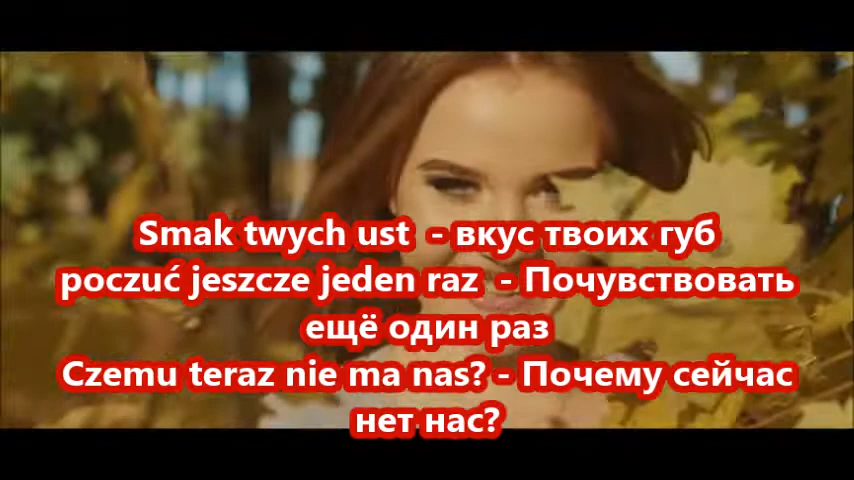 Smak twych ust - вкус твоих губ
poczuć jeszcze jeden raz - Почувствовать
ещё один раз
Czemu teraz nie ma nas? - Почему сейчас
нет нас?